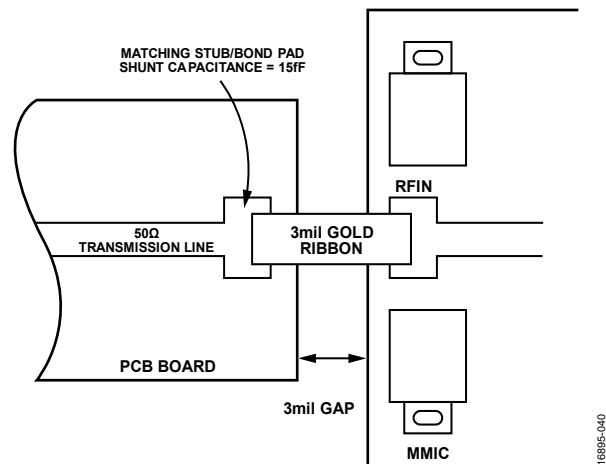 MATCHING STUB/BOND PAD
SHUNT CAPACITANCE = 15fF
RFIN
50Ω
TRANSMISSION LINE
3mil GOLD
RIBBON
PCB BOARD
3mil GAP
MMIC
16895-040